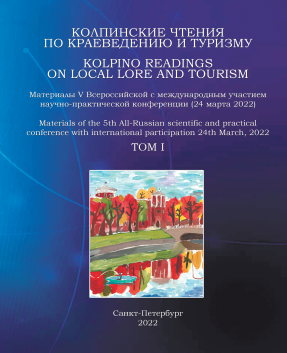 КОЛПИНСКИЕ ЧТЕНИЯ
ПО КРАЕВЕДЕНИЮ И ТУРИЗМУ
KOLPINO READINGS
ON LOCAL LORE AND TOURISM
Материалы V Всероссийской с международным участием
научно-практической конференции (24 марта 2022)
Materials of the 5th All-Russian scientific and practical
conference with international participation 24th March, 2022
ТОМ I
Санкт-Петербург
2022